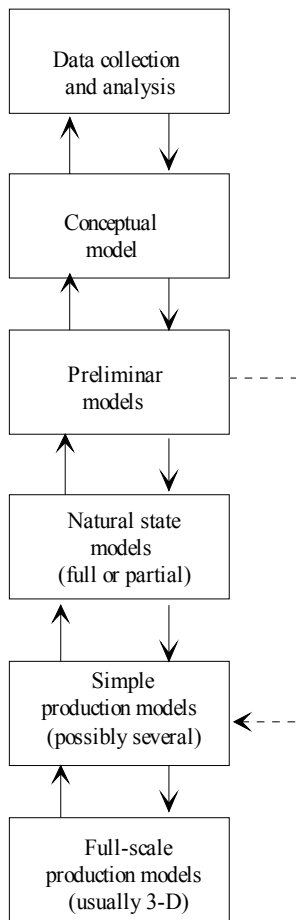 Data collection
and analysis
Conceptual
model
Preliminar
models
Natural state
models
(full or partial)
Simple
production models
(possibly several)
Full-scale
production models
(usually 3-D)